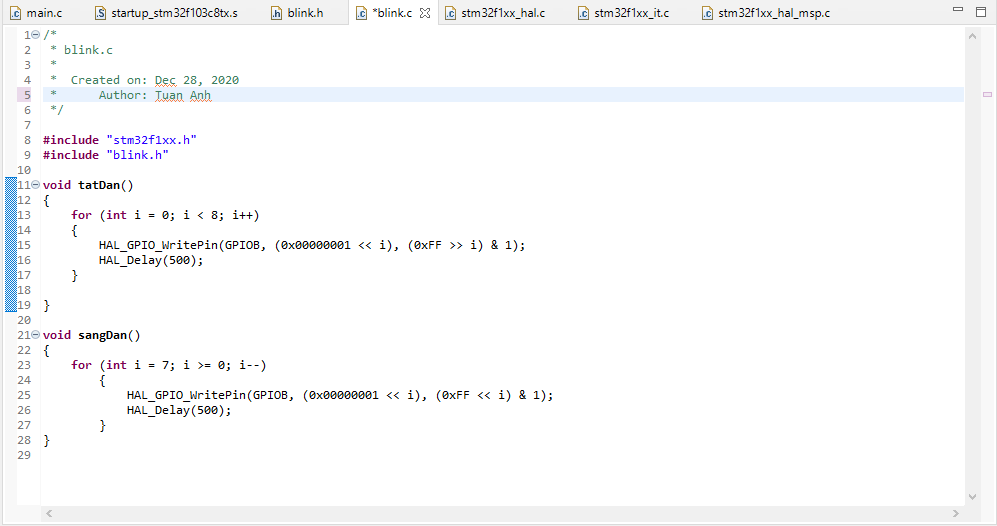 main.c startup_stm32f103c8tx.s blink.h *blink.c stm32f1xx_hal.c stm32f1xx_it.c stm32f1xx_hal_msp.c
1 /*
2  * blink.c
3  *
4  *  Created on: Dec 28, 2020
5  *      Author: Tuan Anh
6  */
7
8 #include "stm32f1xx.h"
9 #include "blink.h"
10
11 void tatDan()
12 {
13     for (int i = 0; i < 8; i++)
14     {
15         HAL_GPIO_WritePin(GPIOB, (0x00000001 << i), (0xFF >> i) & 1);
16         HAL_Delay(500);
17     }
18
19 }
20
21 void sangDan()
22 {
23     for (int i = 7; i >= 0; i--)
24         {
25             HAL_GPIO_WritePin(GPIOB, (0x00000001 << i), (0xFF << i) & 1);
26             HAL_Delay(500);
27         }
28 }
29